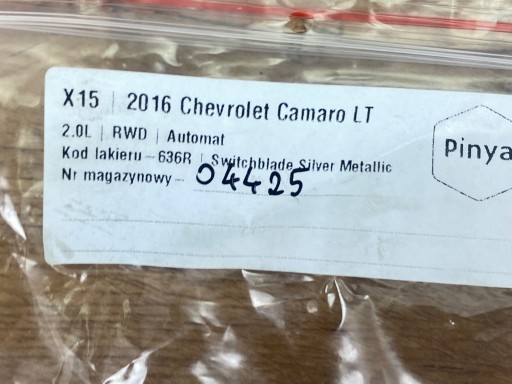 X15 | 2016 Chevrolet Camaro LT
2.0L | RWD | Automat
Kod lakieru - 636R | Switchblade Silver Metallic
Nr magazynowy - 04425
Pinya